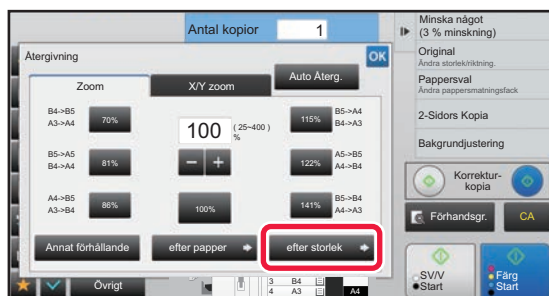 Antal kopior 1
Återgivning
OK
Zoom
X/Y zoom
Auto Återg.
B4->B5
A3->A4
70%
B5->A5
B4->A4
81%
A4->B5
A3->B4
86%
100 (25~400)
%
100%
115%
B5->A4
B4->A3
122%
A5->B5
A4->B4
141%
B5->B4
A4->A3
Annat förhållande
efter papper
efter storlek
Övrigt
3 B4
4 A3
A4
Minska något
(3 % minskning)
Original
Ändra storlek/riktning.
Pappersval
Ändra pappersmatningsfack
2-Sidors Kopia
Bakgrundjustering
Korrektur-
kopia
Förhandsgr.
CA
SV/V
Start
Färg
Start